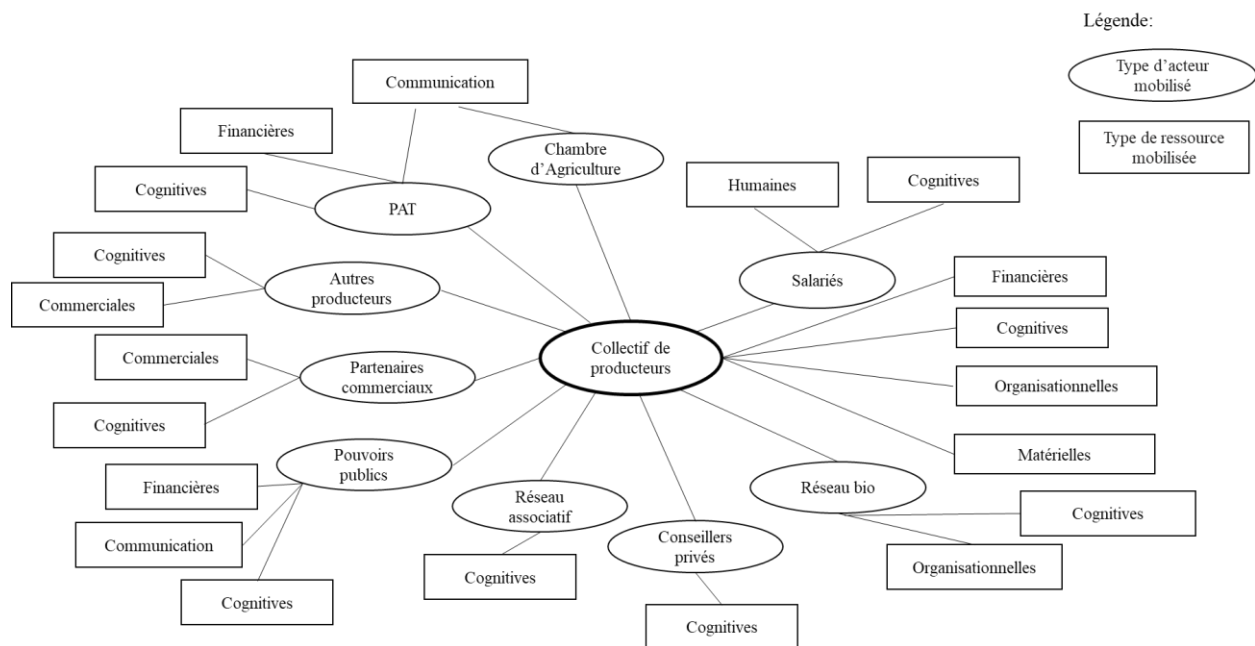 Légende:
Type d’acteur
mobilisé
Type de ressource
mobilisée
Communication
Financières
Chambre
d’Agriculture
Cognitives
PAT
Humaines
Cognitives
Cognitives
Autres
producteurs
Commerciales
Salariés
Financières
Cognitives
Collectif de
producteurs
Commerciales
Partenaires
commerciaux
Organisationnelles
Cognitives
Pouvoirs
publics
Matérielles
Financières
Réseau
associatif
Réseau bio
Cognitives
Communication
Conseillers
privés
Organisationnelles
Cognitives
Cognitives
Cognitives